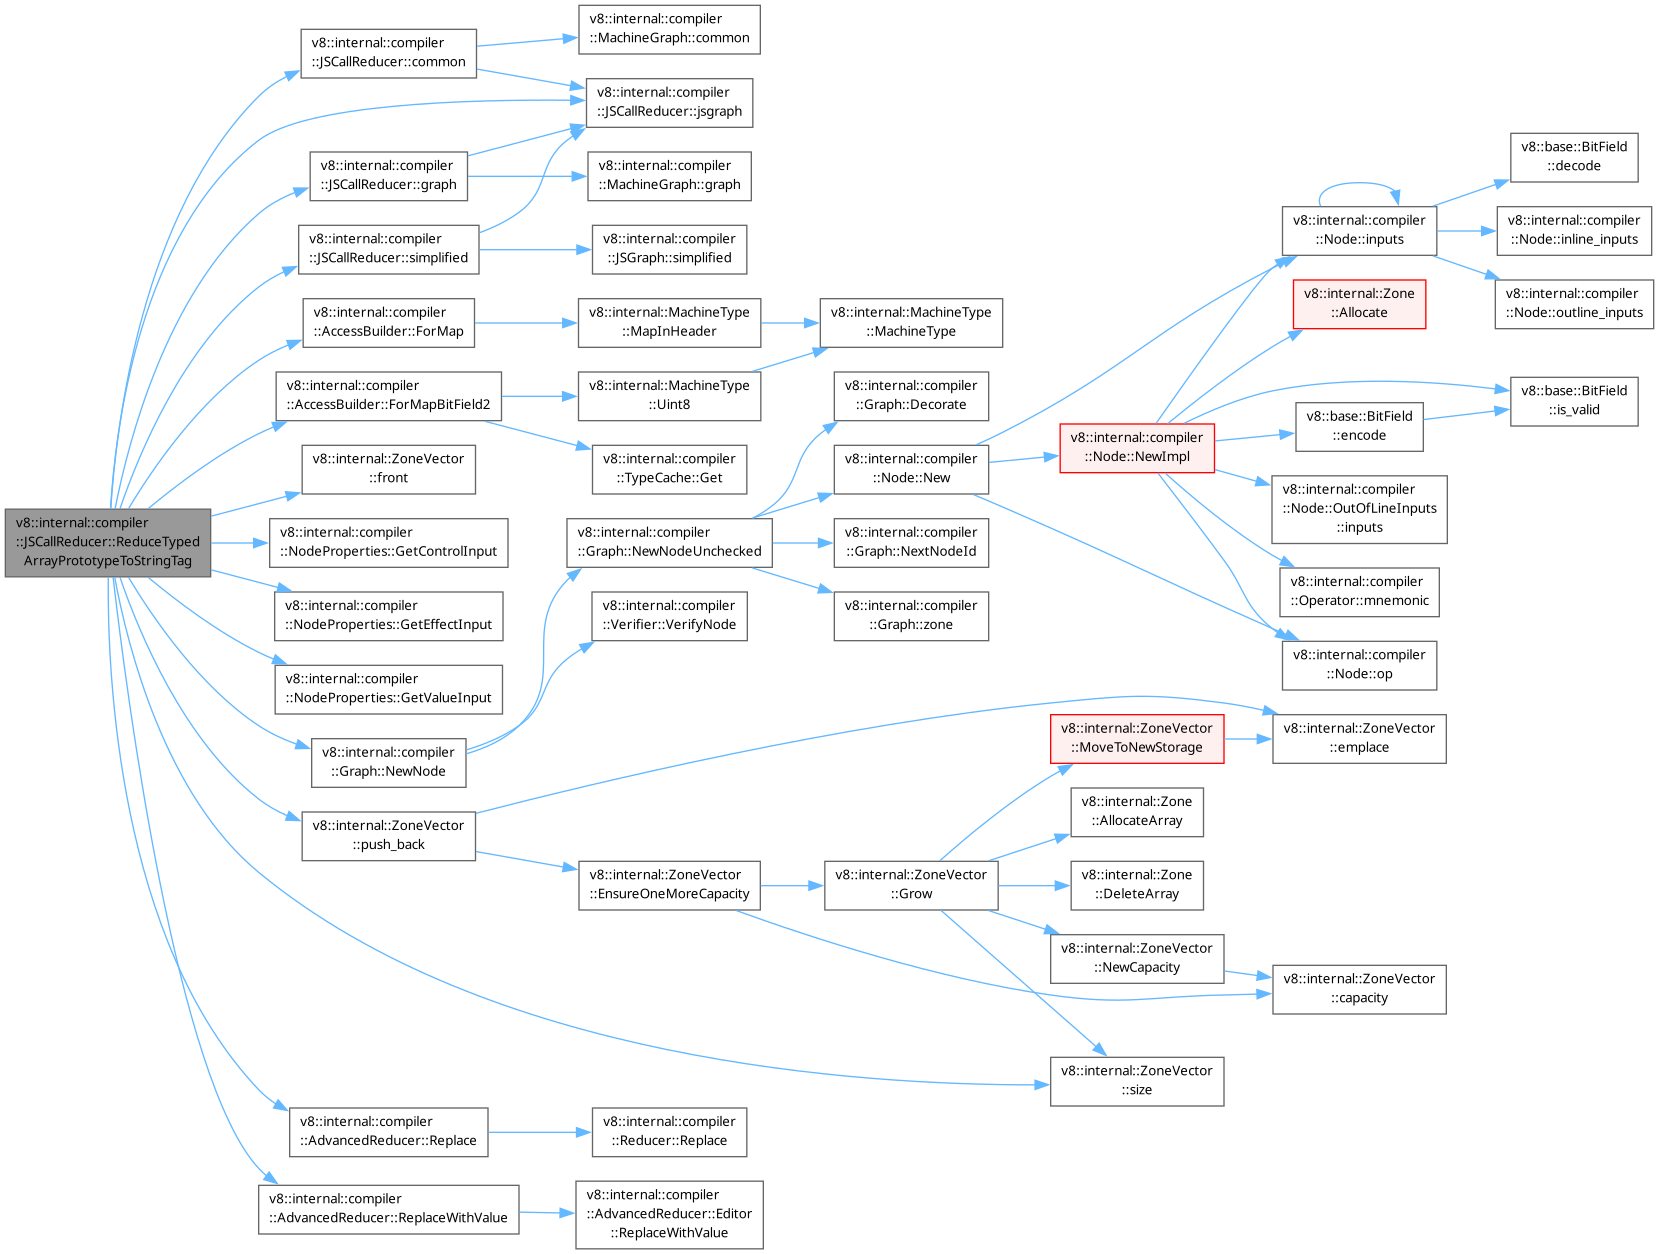 v8::internal::compiler
::JSCallReducer::ReduceTyped
ArrayPrototypeToStringTag
v8::internal::compiler
::JSCallReducer::common
v8::internal::compiler
::MachineGraph::common
v8::internal::compiler
::JSCallReducer::jsgraph
v8::internal::compiler
::JSCallReducer::graph
v8::internal::compiler
::MachineGraph::graph
v8::internal::compiler
::JSCallReducer::simplified
v8::internal::compiler
::JSGraph::simplified
v8::internal::compiler
::AccessBuilder::ForMap
v8::internal::MachineType
::MapInHeader
v8::internal::MachineType
::MachineType
v8::internal::compiler
::AccessBuilder::ForMapBitField2
v8::internal::MachineType
::Uint8
v8::internal::compiler
::TypeCache::Get
v8::internal::ZoneVector
::front
v8::internal::compiler
::NodeProperties::GetControlInput
v8::internal::compiler
::NodeProperties::GetEffectInput
v8::internal::compiler
::NodeProperties::GetValueInput
v8::internal::compiler
::Graph::NewNode
v8::internal::compiler
::Graph::NewNodeUnchecked
v8::internal::compiler
::Verifier::VerifyNode
v8::internal::compiler
::Graph::Decorate
v8::internal::compiler
::Node::New
v8::internal::compiler
::Graph::NextNodeId
v8::internal::compiler
::Graph::zone
v8::internal::compiler
::Node::NewImpl
v8::internal::compiler
::Node::inputs
v8::base::BitField
::decode
v8::internal::compiler
::Node::inline_inputs
v8::internal::compiler
::Node::outline_inputs
v8::internal::Zone
::Allocate
v8::base::BitField
::is_valid
v8::base::BitField
::encode
v8::internal::compiler
::Node::OutOfLineInputs
::inputs
v8::internal::compiler
::Operator::mnemonic
v8::internal::compiler
::Node::op
v8::internal::ZoneVector
::push_back
v8::internal::ZoneVector
::EnsureOneMoreCapacity
v8::internal::ZoneVector
::Grow
v8::internal::ZoneVector
::MoveToNewStorage
v8::internal::ZoneVector
::emplace
v8::internal::Zone
::AllocateArray
v8::internal::Zone
::DeleteArray
v8::internal::ZoneVector
::NewCapacity
v8::internal::ZoneVector
::capacity
v8::internal::ZoneVector
::size
v8::internal::compiler
::AdvancedReducer::Replace
v8::internal::compiler
::Reducer::Replace
v8::internal::compiler
::AdvancedReducer::ReplaceWithValue
v8::internal::compiler
::AdvancedReducer::Editor
::ReplaceWithValue